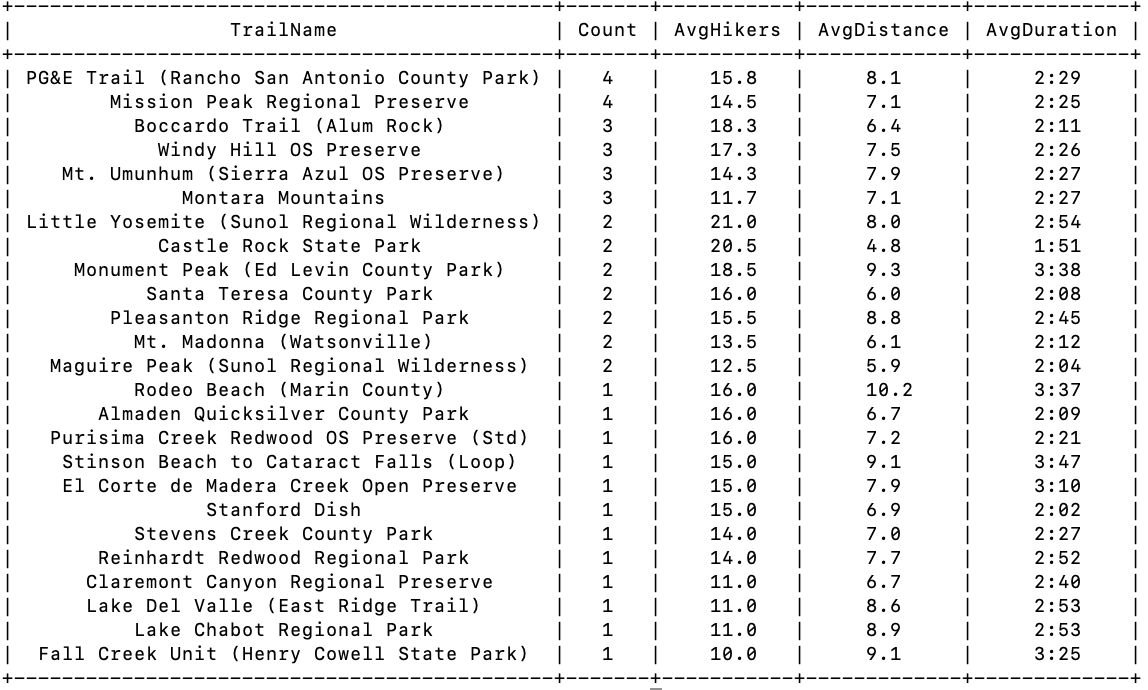 +----------------------------------------------+-------+-----------+-------------+-------------+
| TrailName | Count | AvgHikers | AvgDistance | AvgDuration |
+----------------------------------------------+-------+-----------+-------------+-------------+
| PG&E Trail (Rancho San Antonio County Park) | 4 | 15.8 | 8.1 | 2:29 |
| Mission Peak Regional Preserve | 4 | 14.5 | 7.1 | 2:25 |
| Boccardo Trail (Alum Rock) | 3 | 18.3 | 6.4 | 2:11 |
| Windy Hill OS Preserve | 3 | 17.3 | 7.5 | 2:26 |
| Mt. Umunhum (Sierra Azul OS Preserve) | 3 | 14.3 | 7.9 | 2:27 |
| Montara Mountains | 3 | 11.7 | 7.1 | 2:27 |
| Little Yosemite (Sunol Regional Wilderness) | 2 | 21.0 | 8.0 | 2:54 |
| Castle Rock State Park | 2 | 20.5 | 4.8 | 1:51 |
| Monument Peak (Ed Levin County Park) | 2 | 18.5 | 9.3 | 3:38 |
| Santa Teresa County Park | 2 | 16.0 | 6.0 | 2:08 |
| Pleasanton Ridge Regional Park | 2 | 15.5 | 8.8 | 2:45 |
| Mt. Madonna (Watsonville) | 2 | 13.5 | 6.1 | 2:12 |
| Maguire Peak (Sunol Regional Wilderness) | 2 | 12.5 | 5.9 | 2:04 |
| Rodeo Beach (Marin County) | 1 | 16.0 | 10.2 | 3:37 |
| Almaden Quicksilver County Park | 1 | 16.0 | 6.7 | 2:09 |
| Purisima Creek Redwood OS Preserve (Std) | 1 | 16.0 | 7.2 | 2:21 |
| Stinson Beach to Cataract Falls (Loop) | 1 | 15.0 | 9.1 | 3:47 |
| El Corte de Madera Creek Open Preserve | 1 | 15.0 | 7.9 | 3:10 |
| Stanford Dish | 1 | 15.0 | 6.9 | 2:02 |
| Stevens Creek County Park | 1 | 14.0 | 7.0 | 2:27 |
| Reinhardt Redwood Regional Park | 1 | 14.0 | 7.7 | 2:52 |
| Claremont Canyon Regional Preserve | 1 | 11.0 | 6.7 | 2:40 |
| Lake Del Valle (East Ridge Trail) | 1 | 11.0 | 8.6 | 2:53 |
| Lake Chabot Regional Park | 1 | 11.0 | 8.9 | 2:53 |
| Fall Creek Unit (Henry Cowell State Park) | 1 | 10.0 | 9.1 | 3:25 |
+----------------------------------------------+-------+-----------+-------------+-------------+